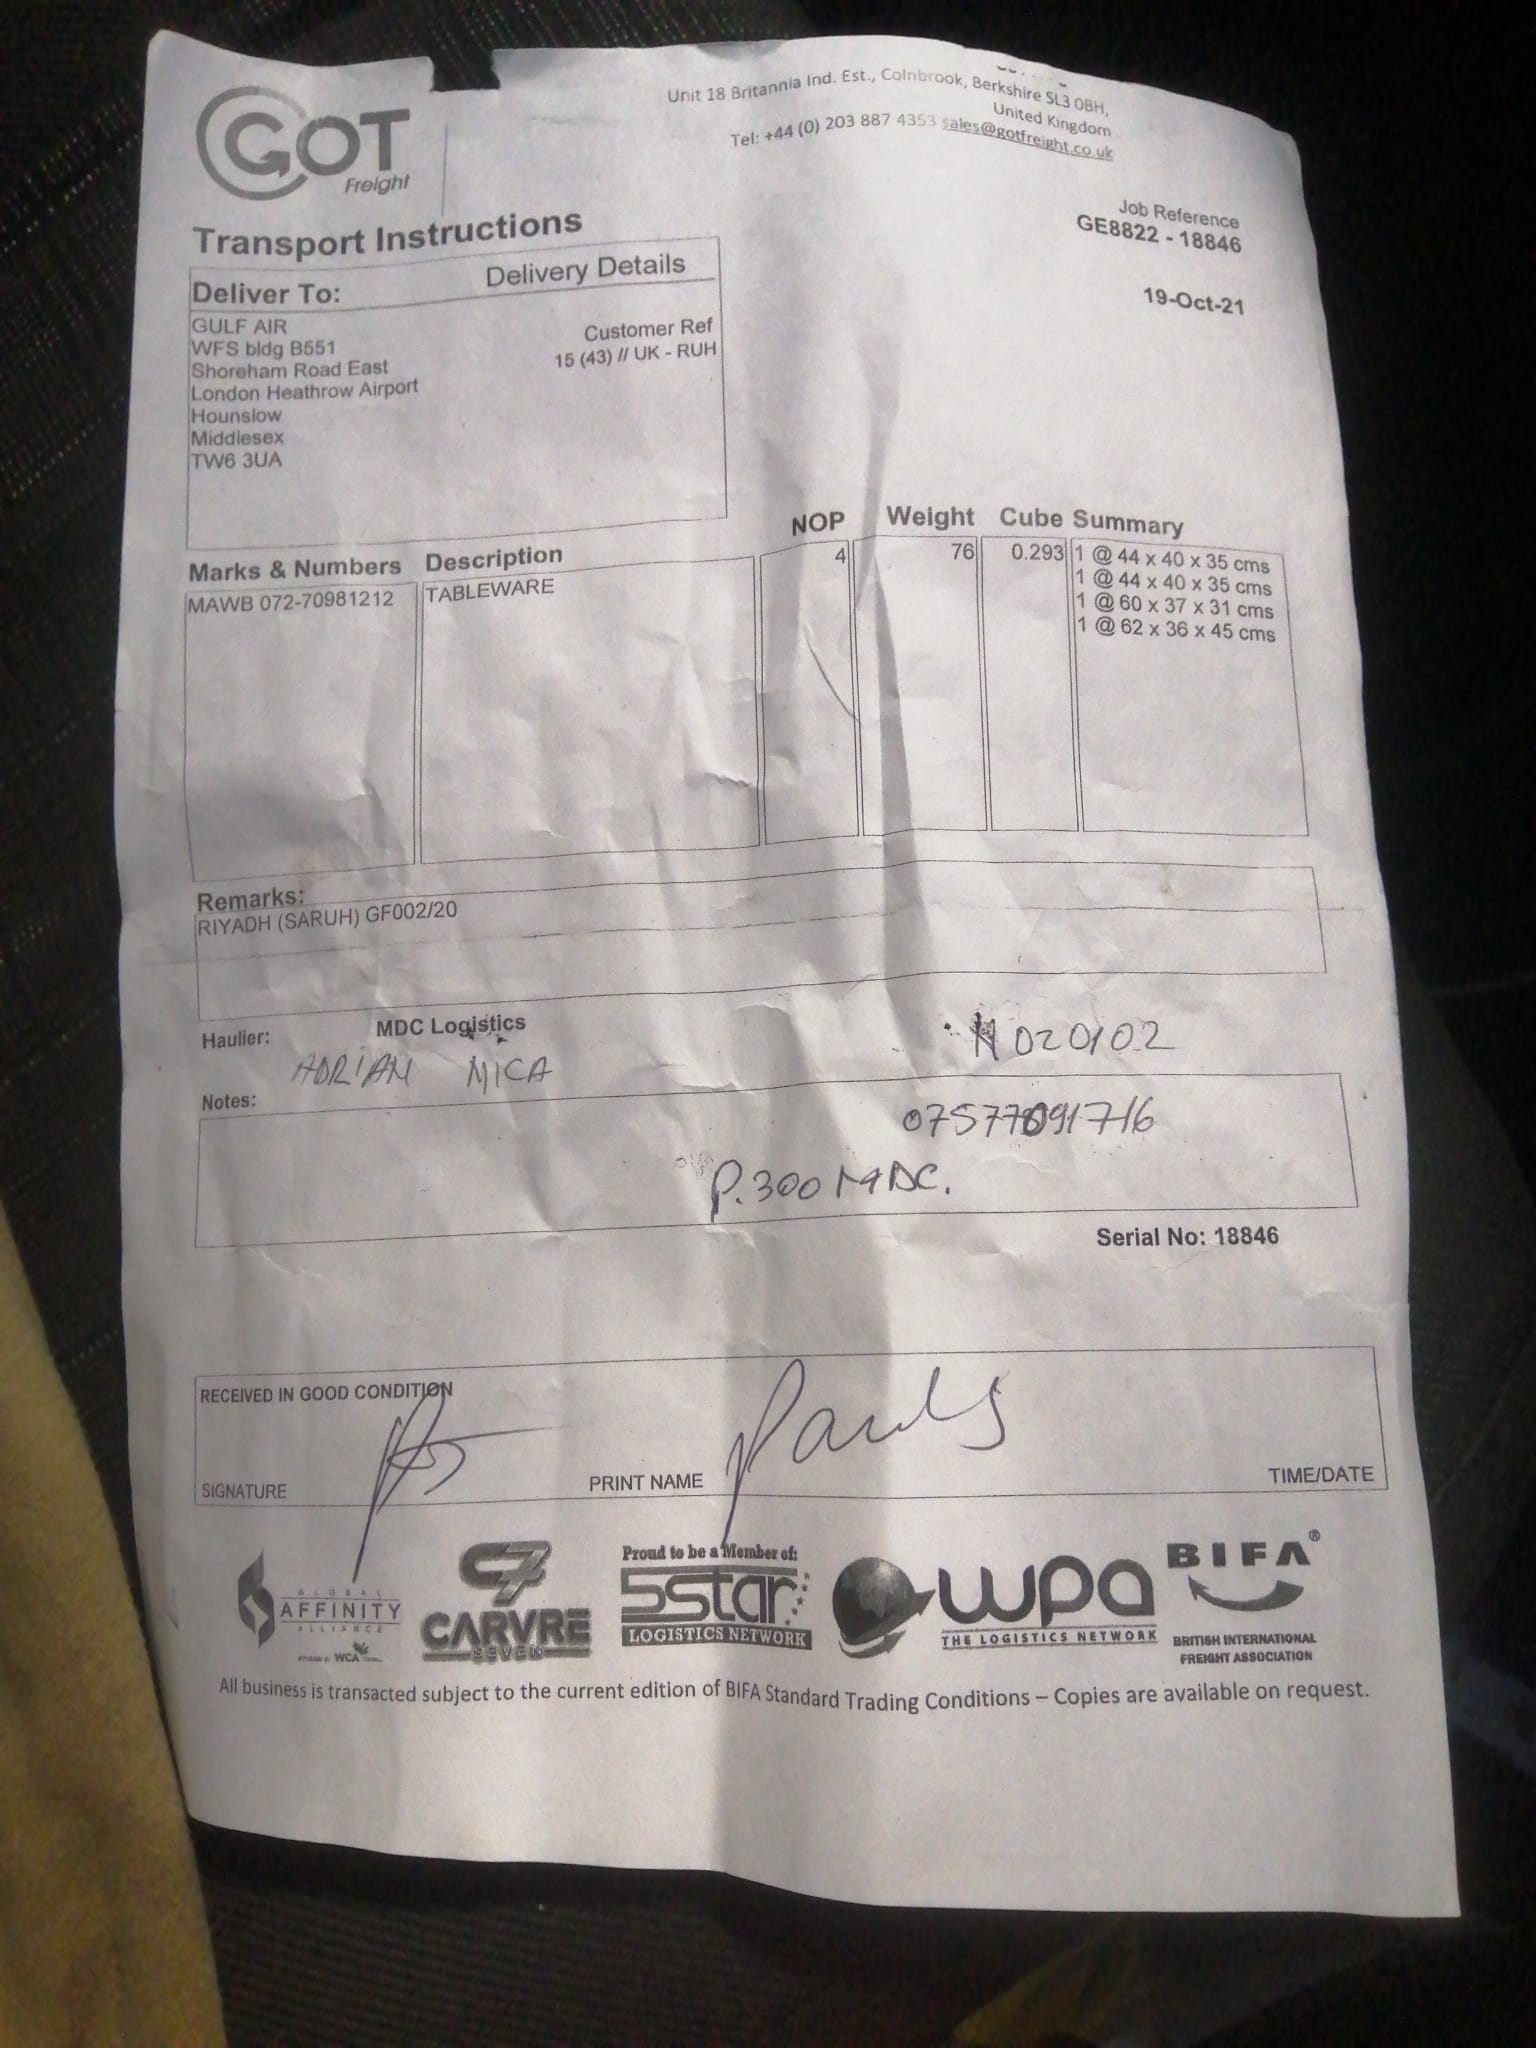 GOT
Freight
Unit 18 Britannia Ind. Est., Colnbrook, Berkshire SL3 0BH,
United Kingdom
Tel: +44 (0) 203 887 4353 sales@gotfreight.co.uk
Job Reference
GE8822 - 18846
19-Oct-21
Transport Instructions
Delivery Details
Deliver To:
GULF AIR
WFS bldg B551
Shoreham Road East
London Heathrow Airport
Hounslow
Middlesex
TW6 3UA
Customer Ref
15 (43) // UK - RUH
Marks & Numbers Description NOP Weight Cube Summary
MAWB 072-70981212 TABLEWARE 4 76 0.293 1 @ 44 x 40 x 35 cms
1 @ 44 x 40 x 35 cms
1 @ 60 x 37 x 31 cms
1 @ 62 x 36 x 45 cms
Remarks:
RIYADH (SARUH) GF002/20
Haulier: MDC Logistics
ADRIAN MICA
020102
Notes:
07577091716
P.300 MDC.
Serial No: 18846
RECEIVED IN GOOD CONDITION
SIGNATURE
PRINT NAME
TIME/DATE
GLOBAL
AFFINITY
ALLIANCE
WCA
C7
CARVRE
SEVEN
Proud to be a Member of:
5star
LOGISTICS NETWORK
wpa
THE LOGISTICS NETWORK
BIFA®
BRITISH INTERNATIONAL
FREIGHT ASSOCIATION
All business is transacted subject to the current edition of BIFA Standard Trading Conditions – Copies are available on request.